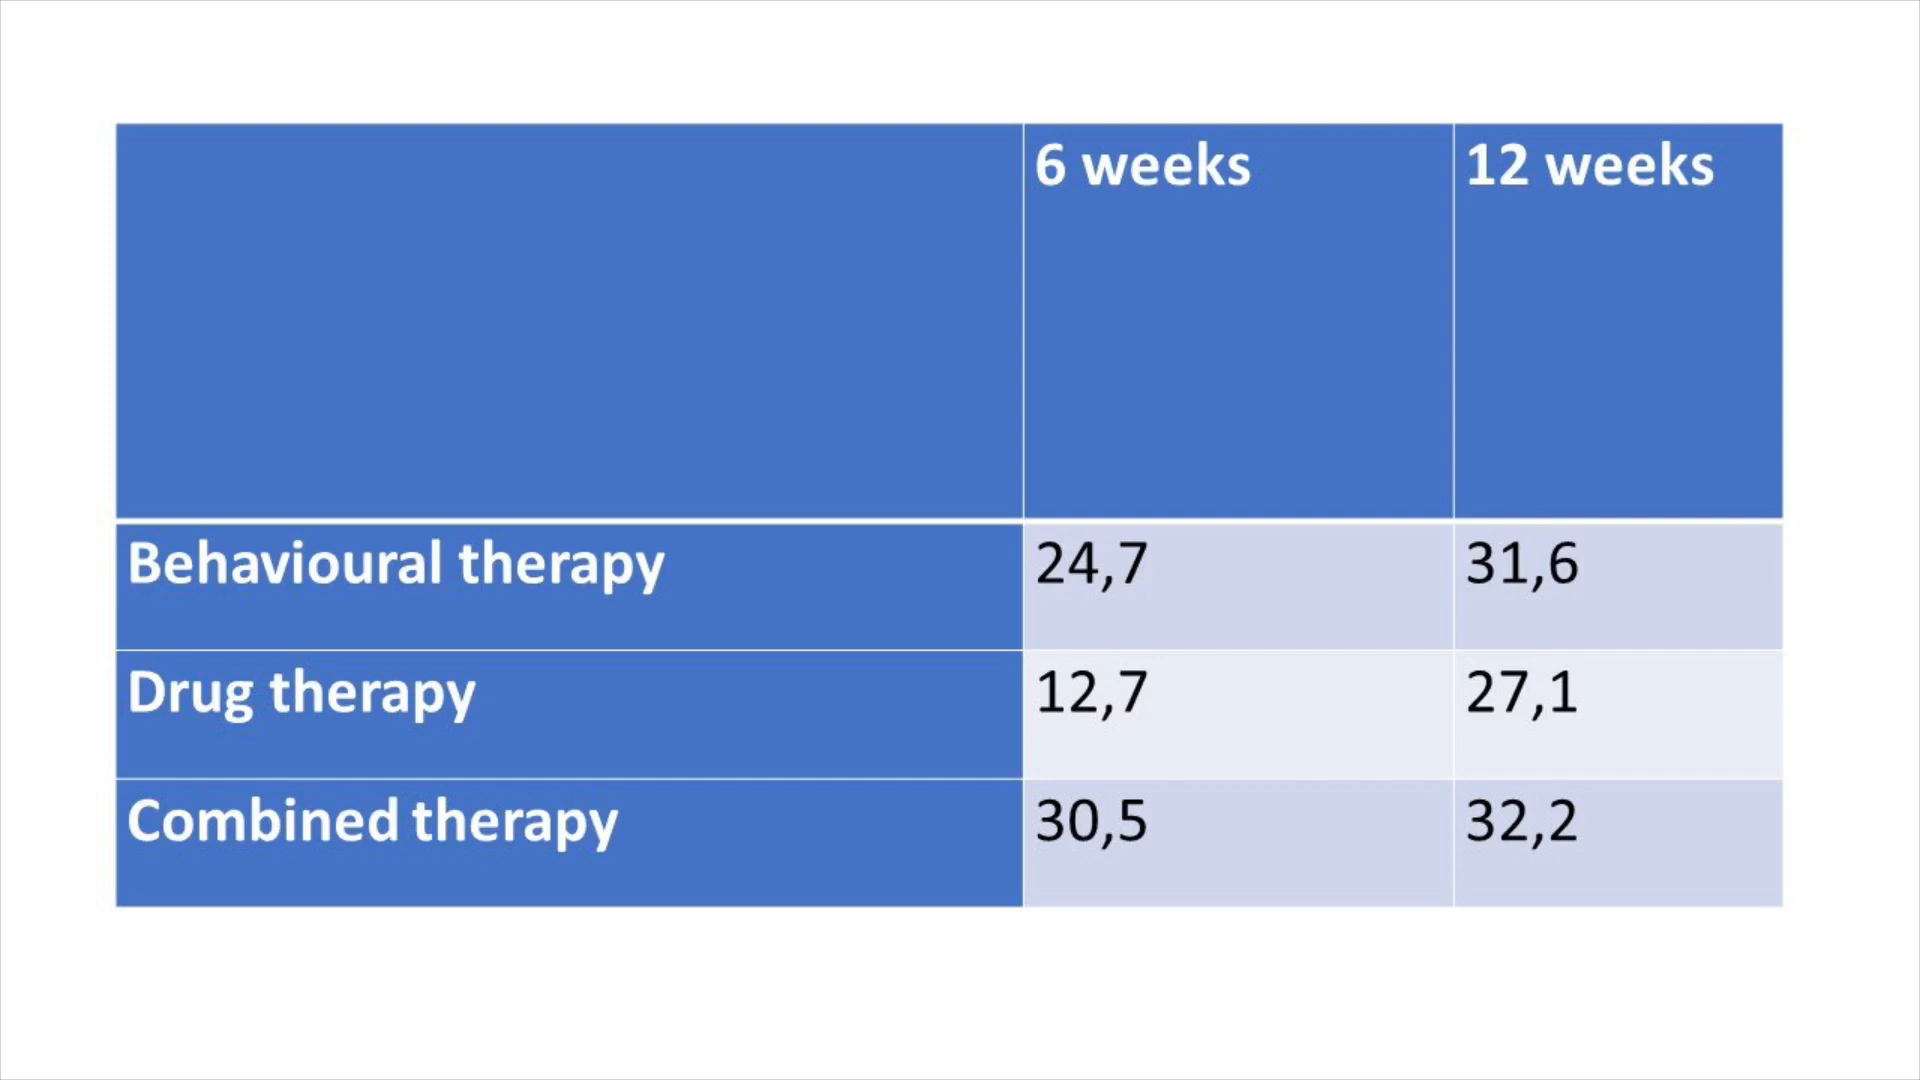 6 weeks 12 weeks
Behavioural therapy 24,7 31,6
Drug therapy 12,7 27,1
Combined therapy 30,5 32,2